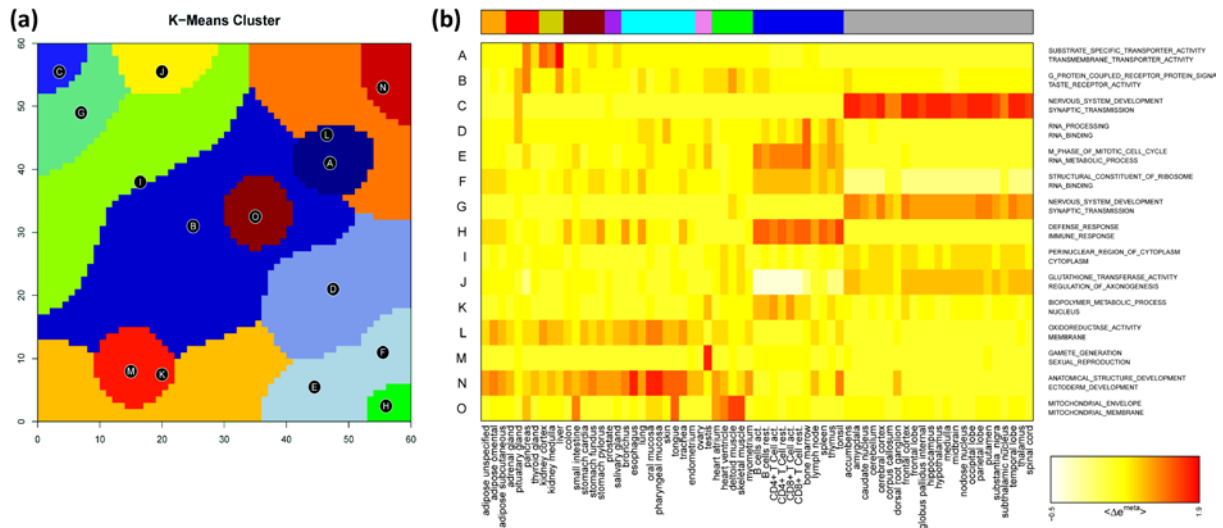 (a)
K-Means Cluster
60
50
40
30
20
10
0
0 10 20 30 40 50 60
C
J
N
G
L
A
I
O
B
D
F
M
K
E
H
(b)
A
B
C
D
E
F
G
H
I
J
K
L
M
N
O
SUBSTRATE_SPECIFIC_TRANSPORTER_ACTIVITY
TRANSMEMBRANE_TRANSPORTER_ACTIVITY
G_PROTEIN_COUPLED_RECEPTOR_PROTEIN_SIGNA
TASTE_RECEPTOR_ACTIVITY
NERVOUS_SYSTEM_DEVELOPMENT
SYNAPTIC_TRANSMISSION
RNA_PROCESSING
RNA_BINDING
M_PHASE_OF_MITOTIC_CELL_CYCLE
RNA_METABOLIC_PROCESS
STRUCTURAL_CONSTITUENT_OF_RIBOSOME
RNA_BINDING
NERVOUS_SYSTEM_DEVELOPMENT
SYNAPTIC_TRANSMISSION
DEFENSE_RESPONSE
IMMUNE_RESPONSE
PERINUCLEAR_REGION_OF_CYTOPLASM
CYTOPLASM
GLUTATHIONE_TRANSFERASE_ACTIVITY
REGULATION_OF_AXONOGENESIS
BIOPOLYMER_METABOLIC_PROCESS
NUCLEUS
OXIDOREDUCTASE_ACTIVITY
MEMBRANE
GAMETE_GENERATION
SEXUAL_REPRODUCTION
ANATOMICAL_STRUCTURE_DEVELOPMENT
ECTODERM_DEVELOPMENT
MITOCHONDRIAL_ENVELOPE
MITOCHONDRIAL_MEMBRANE
adipose unspecified
adipose omental
adipose subcutaneous
adrenal gland
pituitary gland
pancreas
thyroid gland
kidney cortex
kidney medulla
liver
colon
small intestine
stomach cardia
stomach fundus
stomach pylorus
prostate
salivary gland
bronchus
esophagus
lung
oral mucosa
pharyngeal mucosa
skin
tongue
trachea
endometrium
ovary
testis
heart atrium
heart ventricle
deltoid muscle
skeletal muscle
myometrium
B cells act.
B cells rest.
CD4+ T Cell act.
CD4+ T Cell rest.
CD8+ T Cell act.
CD8+ T Cell rest.
bone marrow
lymph node
spleen
thymus
tonsil
accumbens
amygdala
caudate nucleus
cerebellum
cerebral cortex
corpus callosum
dorsal root ganglion
frontal cortex
frontal lobe
globus pallidus internal
hippocampus
hypothalamus
medulla
midbrain
nodose nucleus
occipital lobe
parietal lobe
putamen
substantia nigra
subthalamic nucleus
temporal lobe
thalamus
spinal cord
-0.5
<Δe^meta>
1.9